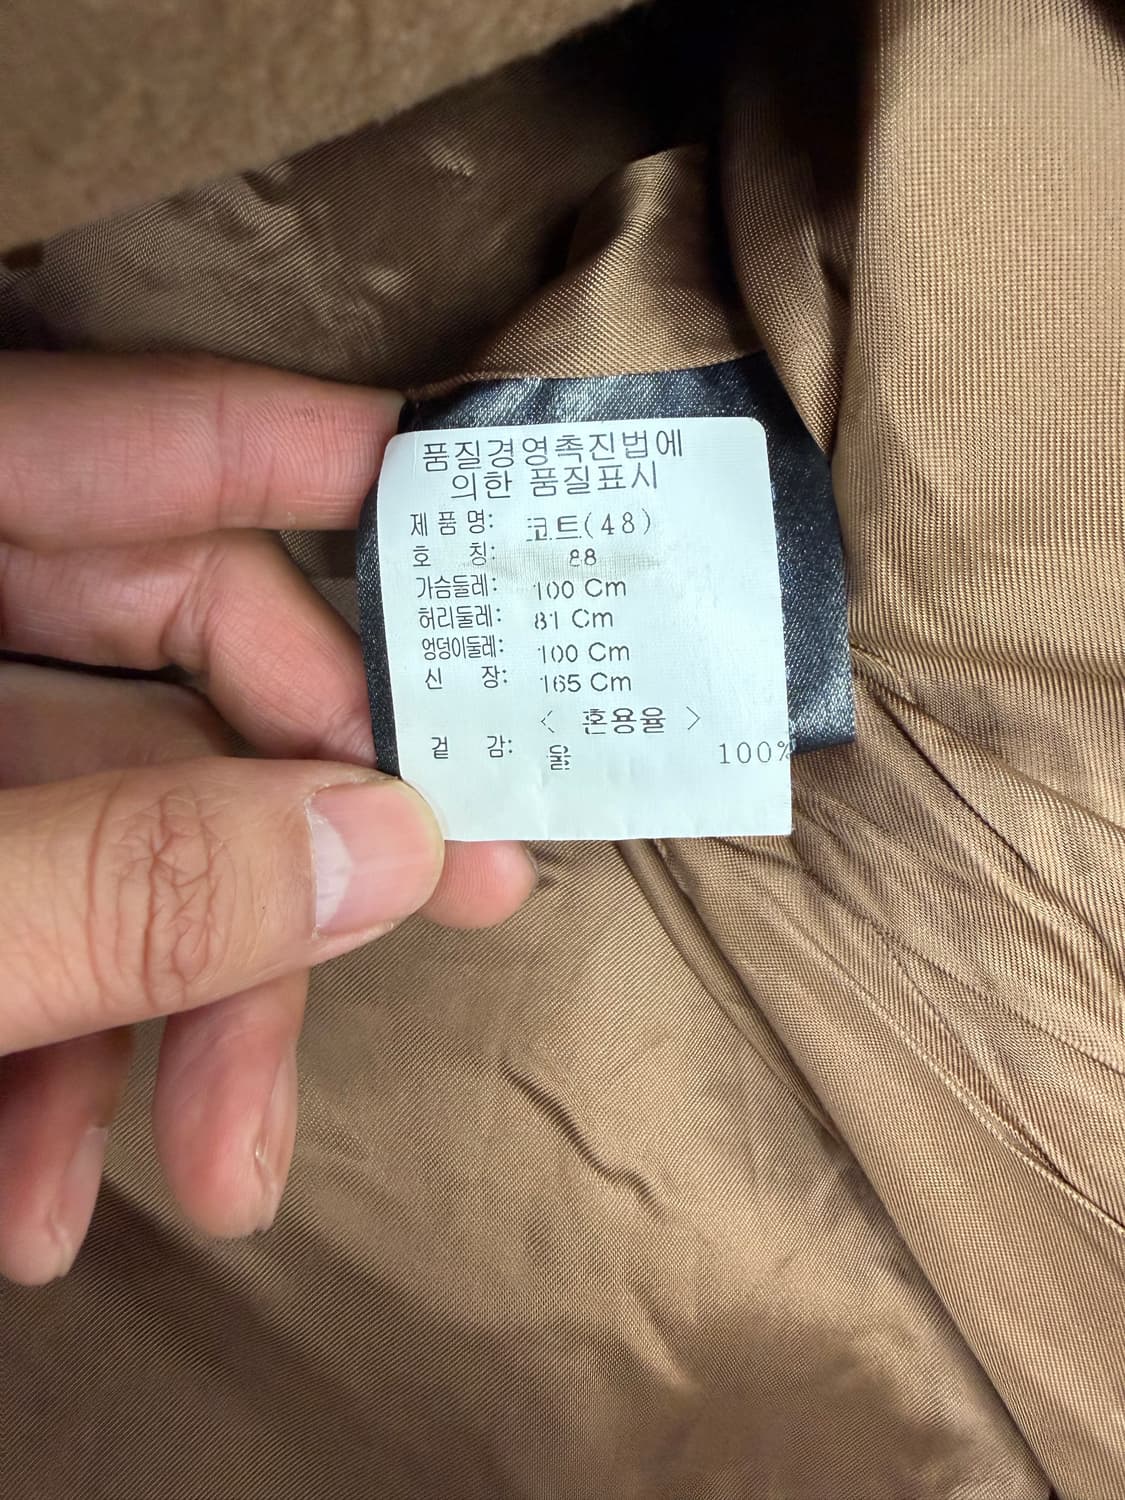 품질경영촉진법에
의한 품질표시
제 품 명: 코트(48)
호 칭: 88
가슴둘레: 100 Cm
허리둘레: 81 Cm
엉덩이둘레: 100 Cm
신 장: 165 Cm
< 혼용율 >
겉 감: 울 100%